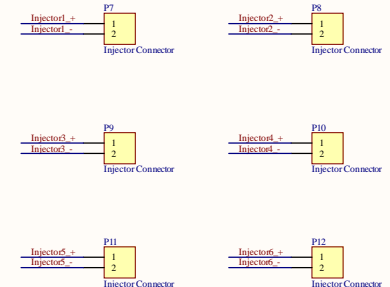 P7
Injector1_+ 1
Injector1_- 2
Injector Connector
P8
Injector2_+ 1
Injector2_- 2
Injector Connector
P9
Injector3_+ 1
Injector3_- 2
Injector Connector
P10
Injector4_+ 1
Injector4_- 2
Injector Connector
P11
Injector5_+ 1
Injector5_- 2
Injector Connector
P12
Injector6_+ 1
Injector6_- 2
Injector Connector